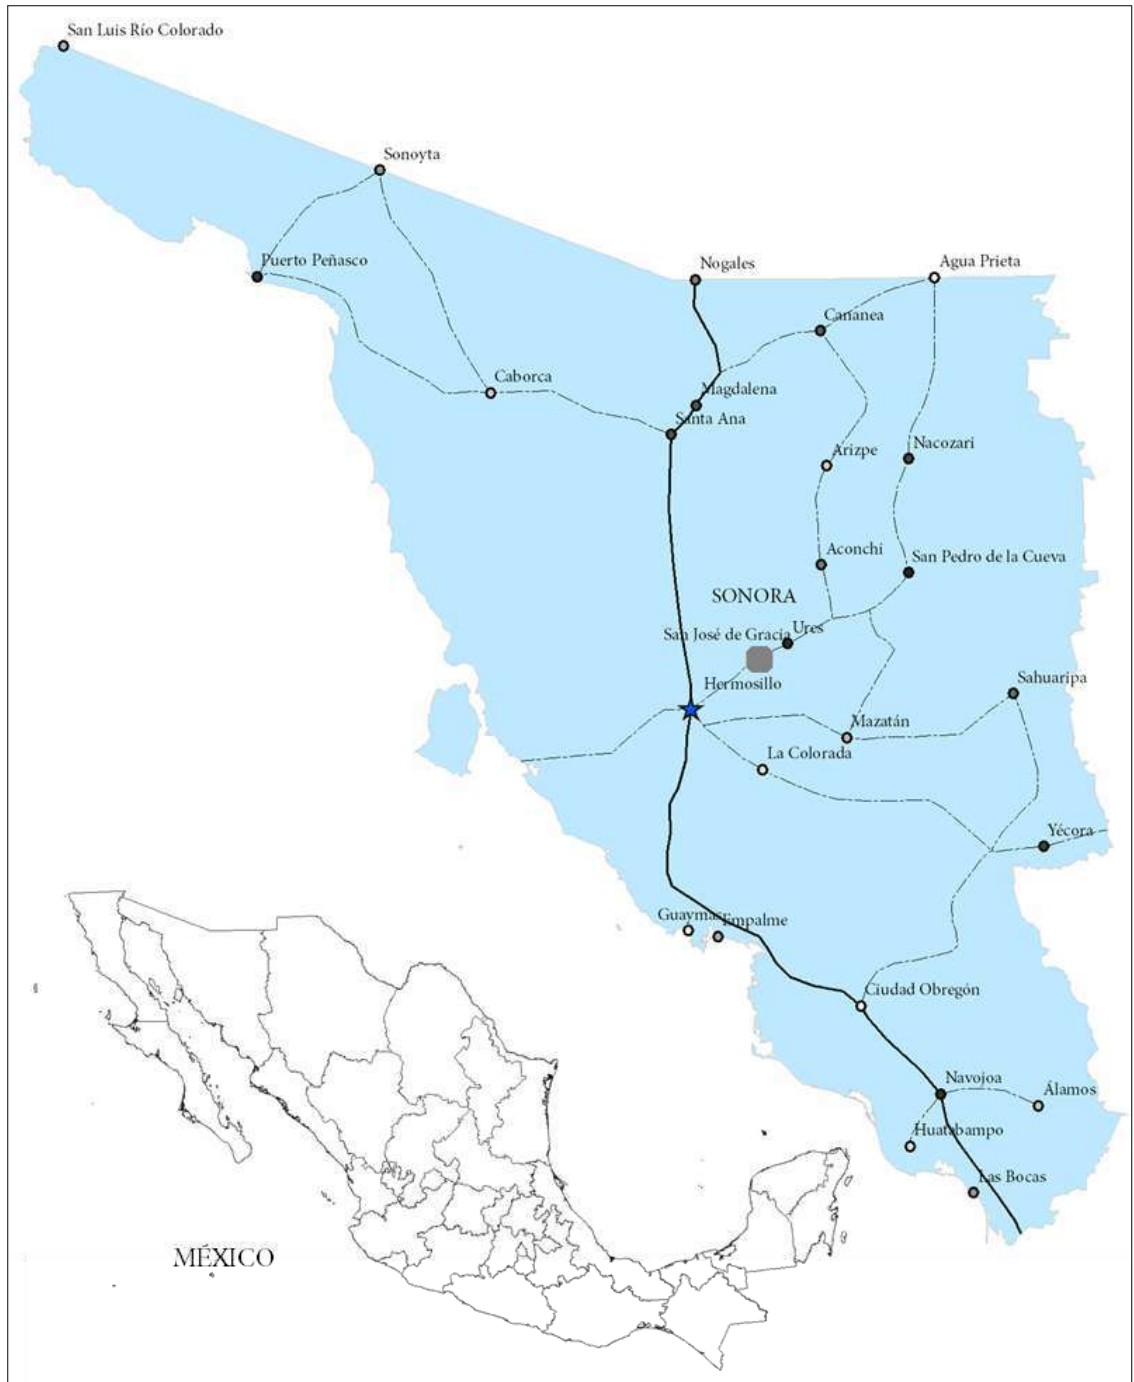 San Luis Río Colorado
Sonoyta
Puerto Peñasco
Nogales
Agua Prieta
Cananea
Caborca
Magdalena
Santa Ana
Arizpe
Nacozari
Aconchi
San Pedro de la Cueva
SONORA
San José de Gracia
Ures
Hermosillo
Sahuaripa
Mazatán
La Colorada
Yécora
Guaymas
Empalme
Ciudad Obregón
Navojoa
Álamos
Huatabampo
Las Bocas
MÉXICO